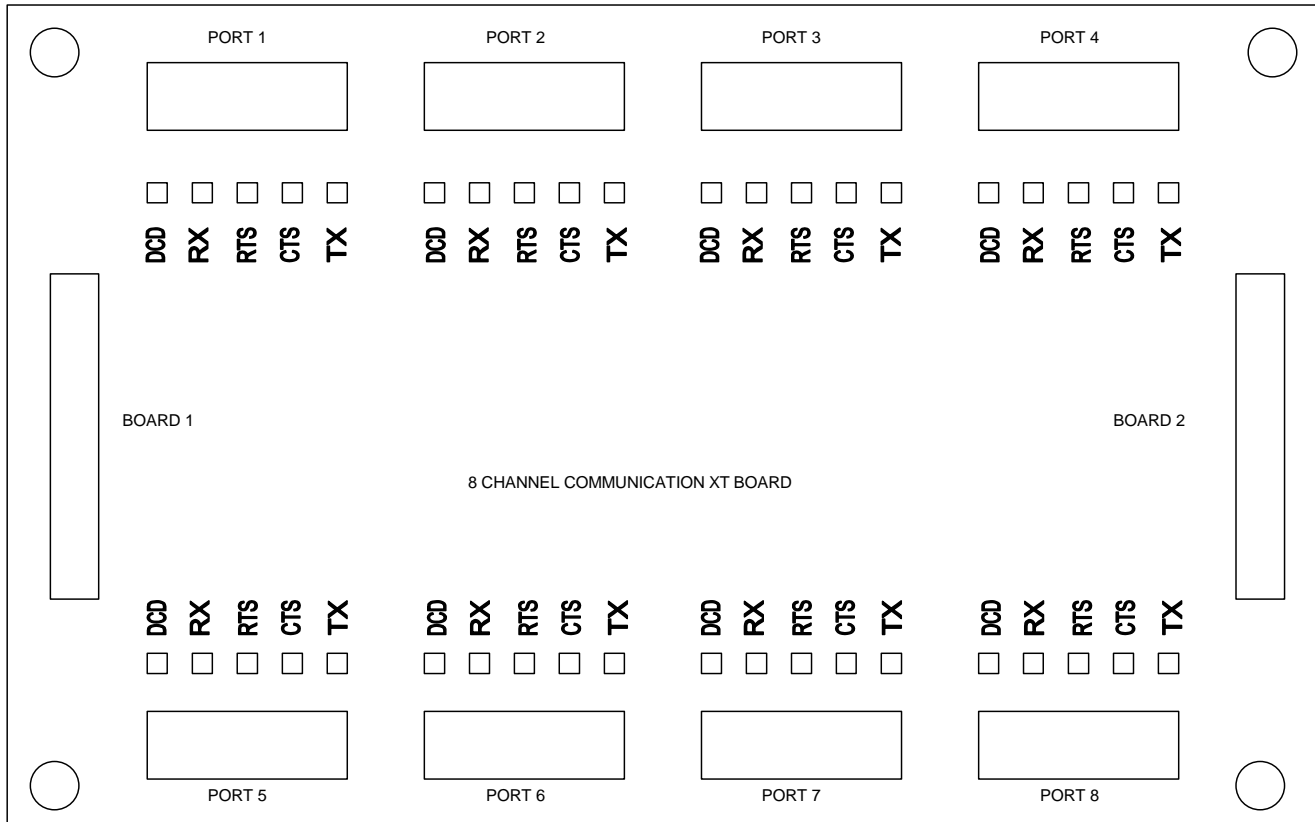 PORT 1 PORT 2 PORT 3 PORT 4
DCD RX RTS CTS TX DCD RX RTS CTS TX DCD RX RTS CTS TX DCD RX RTS CTS TX
BOARD 1 BOARD 2
8 CHANNEL COMMUNICATION XT BOARD
DCD RX RTS CTS TX DCD RX RTS CTS TX DCD RX RTS CTS TX DCD RX RTS CTS TX
PORT 5 PORT 6 PORT 7 PORT 8